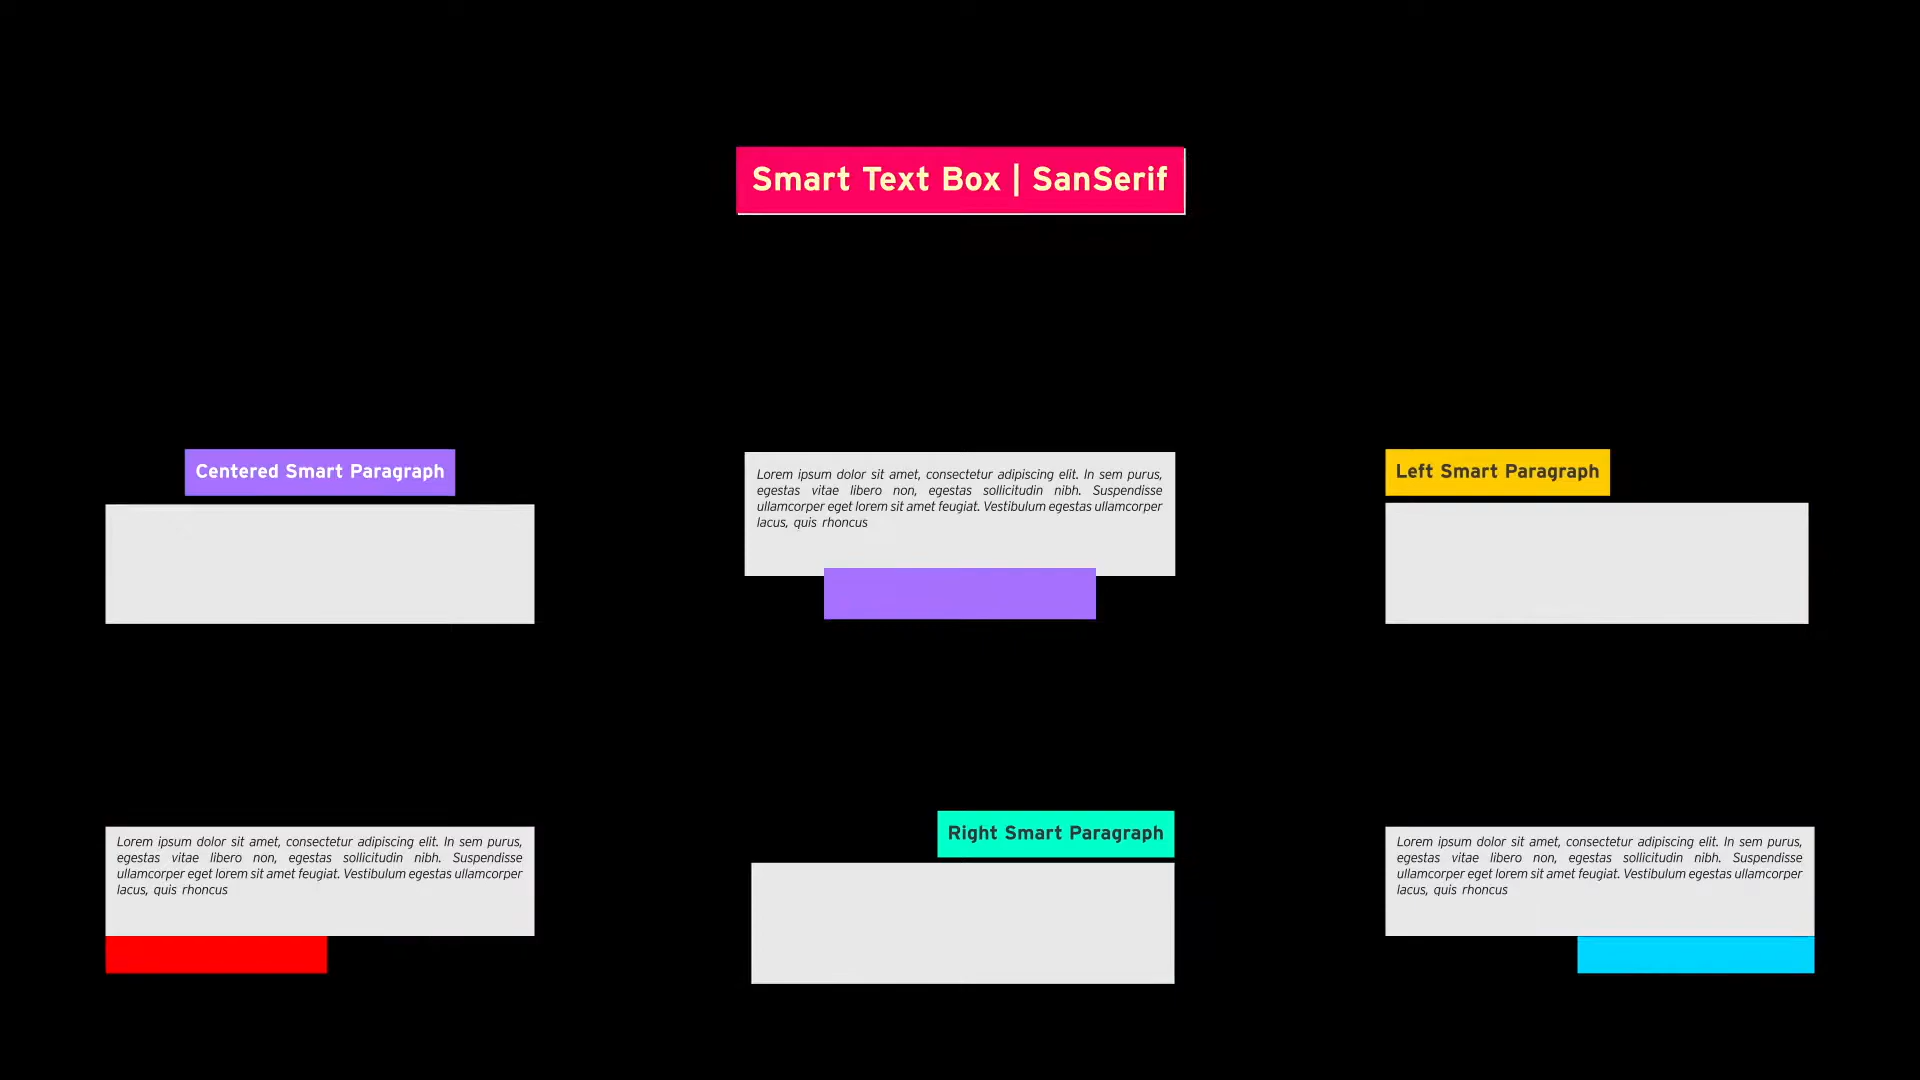 Smart Text Box | SanSerif
Centered Smart Paragraph
Lorem ipsum dolor sit amet, consectetur adipiscing elit. In sem purus,
egestas vitae libero non, egestas sollicitudin nibh. Suspendisse
ullamcorper eget lorem sit amet feugiat. Vestibulum egestas ullamcorper
lacus, quis rhoncus
Left Smart Paragraph
Lorem ipsum dolor sit amet, consectetur adipiscing elit. In sem purus,
egestas vitae libero non, egestas sollicitudin nibh. Suspendisse
ullamcorper eget lorem sit amet feugiat. Vestibulum egestas ullamcorper
lacus, quis rhoncus
Right Smart Paragraph
Lorem ipsum dolor sit amet, consectetur adipiscing elit. In sem purus,
egestas vitae libero non, egestas sollicitudin nibh. Suspendisse
ullamcorper eget lorem sit amet feugiat. Vestibulum egestas ullamcorper
lacus, quis rhoncus